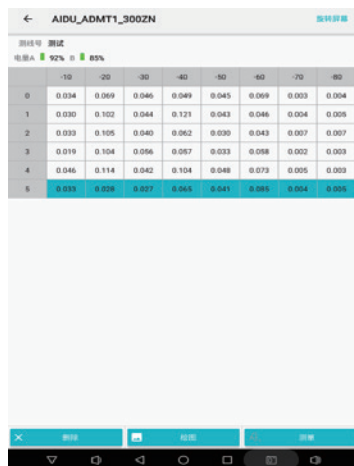 AIDU_ADMT1_300ZN 旋转屏幕
测线号 测试
电量A 92% B 85%
-10 -20 -30 -40 -50 -60 -70 -80
0 0.034 0.069 0.046 0.049 0.045 0.069 0.003 0.004
1 0.030 0.102 0.044 0.121 0.043 0.046 0.004 0.005
2 0.033 0.105 0.040 0.062 0.030 0.043 0.007 0.007
3 0.019 0.104 0.056 0.057 0.033 0.058 0.002 0.003
4 0.046 0.114 0.042 0.104 0.048 0.073 0.005 0.003
5 0.033 0.028 0.027 0.065 0.041 0.085 0.004 0.005
删除 绘图 测量